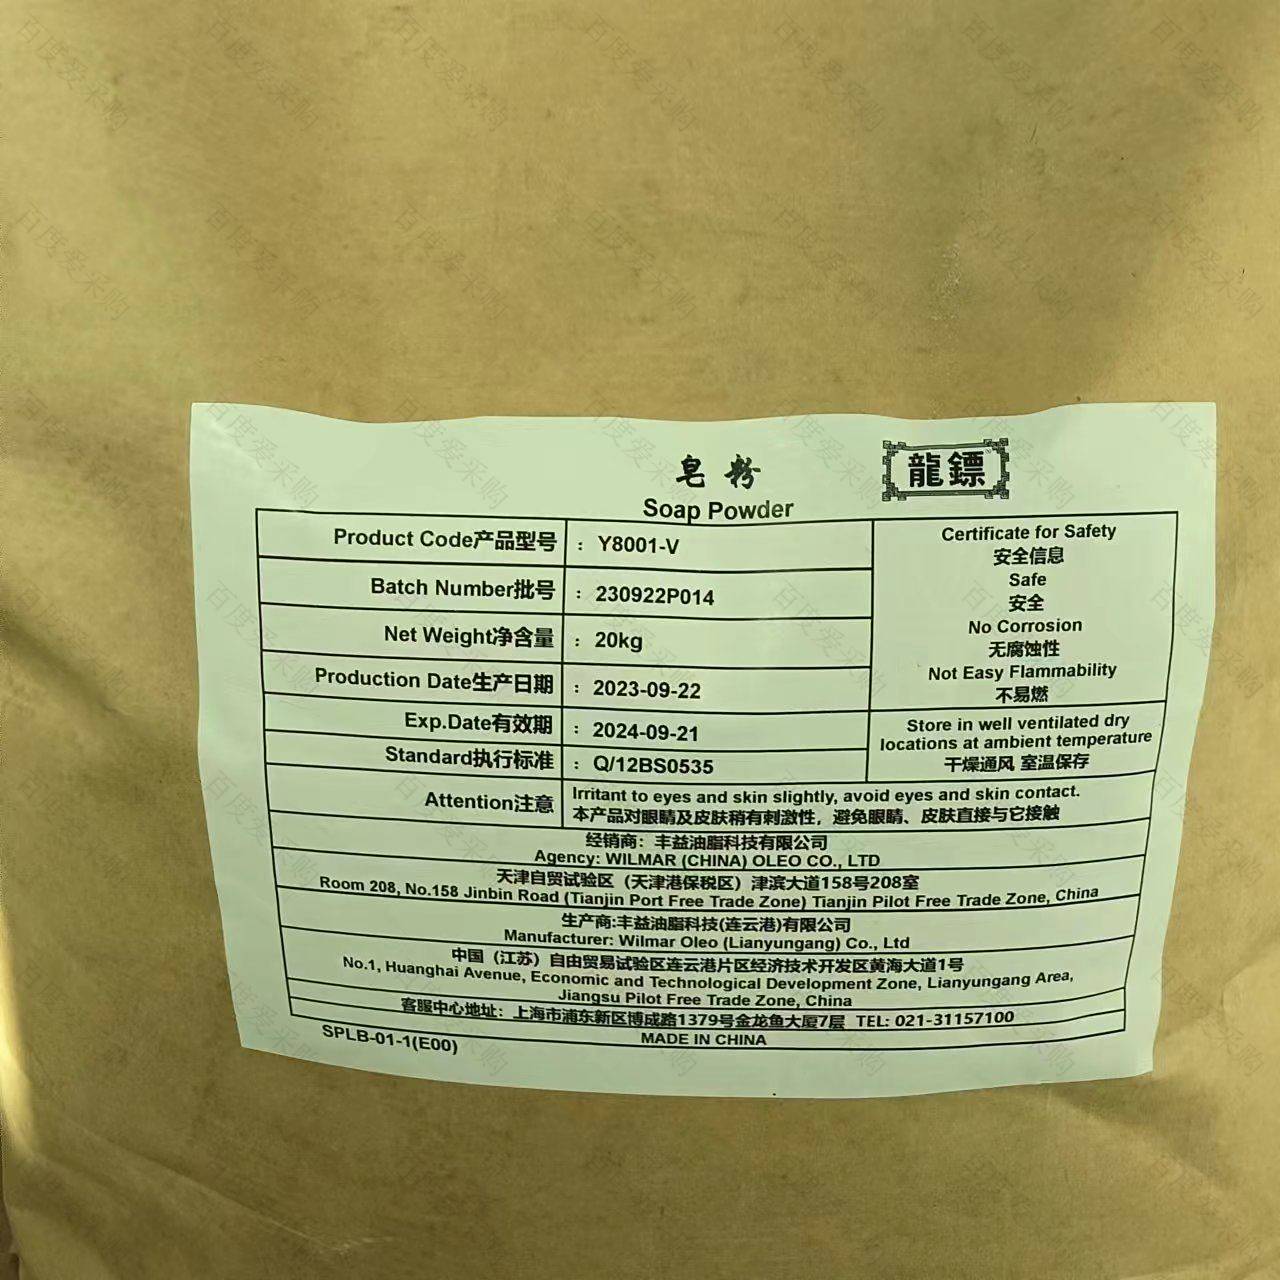 皂粉
龍鏢
Soap Powder
Product Code产品型号 : Y8001-V
Batch Number批号 : 230922P014
Net Weight净含量 : 20kg
Production Date生产日期 : 2023-09-22
Exp.Date有效期 : 2024-09-21
Standard执行标准 : Q/12BS0535
Certificate for Safety
安全信息
Safe
安全
No Corrosion
无腐蚀性
Not Easy Flammability
不易燃
Store in well ventilated dry
locations at ambient temperature
干燥通风 室温保存
Attention注意
Irritant to eyes and skin slightly, avoid eyes and skin contact.
本产品对眼睛及皮肤稍有刺激性，避免眼睛、皮肤直接与它接触
经销商：丰益油脂科技有限公司
Agency: WILMAR (CHINA) OLEO CO., LTD
天津自贸试验区（天津港保税区）津滨大道158号208室
Room 208, No.158 Jinbin Road (Tianjin Port Free Trade Zone) Tianjin Pilot Free Trade Zone, China
生产商:丰益油脂科技(连云港)有限公司
Manufacturer: Wilmar Oleo (Lianyungang) Co., Ltd
中国（江苏）自由贸易试验区连云港片区经济技术开发区黄海大道1号
No.1, Huanghai Avenue, Economic and Technological Development Zone, Lianyungang Area,
Jiangsu Pilot Free Trade Zone, China
客服中心地址：上海市浦东新区博成路1379号金龙鱼大厦7层 TEL: 021-31157100
SPLB-01-1(E00)
MADE IN CHINA
百度爱采购